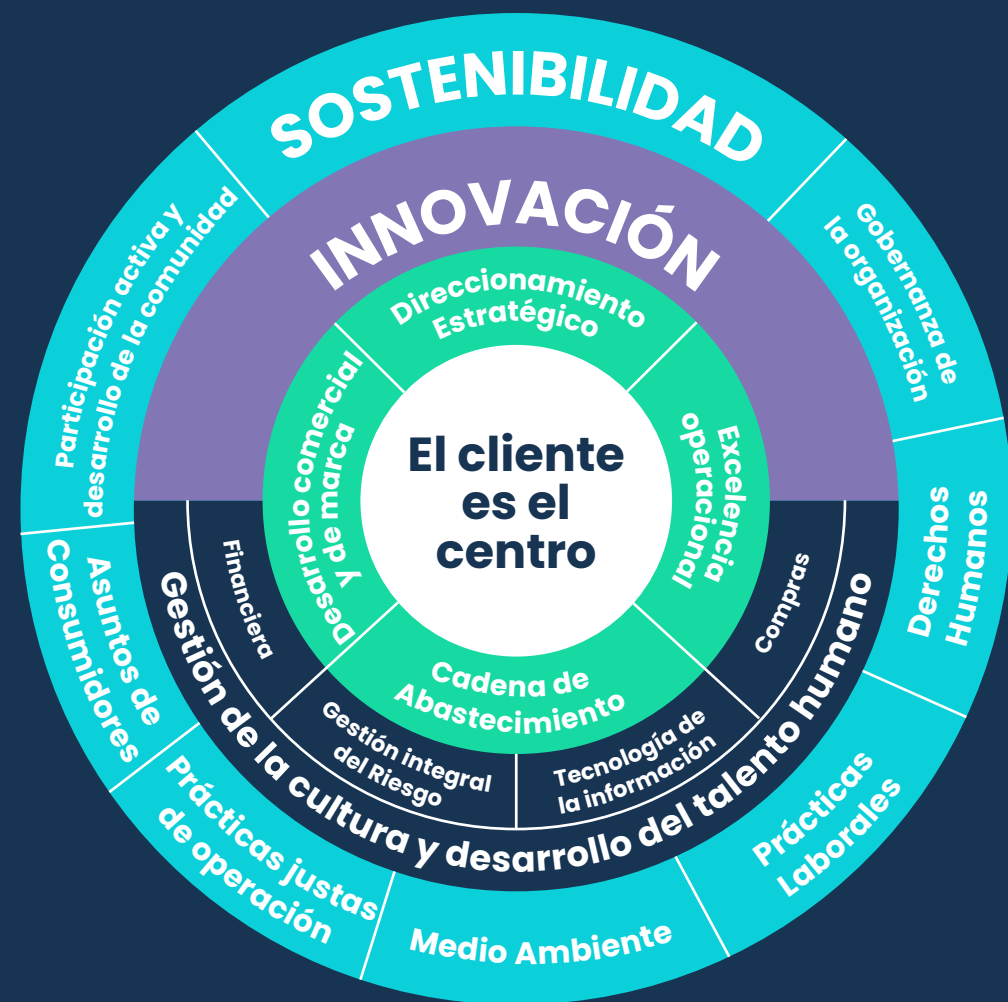 SOSTENIBILIDAD
Gobernanza de
la organización
Derechos
Humanos
Prácticas
Laborales
Medio Ambiente
Prácticas justas
de operación
Asuntos de
Consumidores
Participación activa y
desarrollo de la comunidad
INNOVACIÓN
Gestión de la cultura y desarrollo del talento humano
Financiera
Gestión integral
del Riesgo
Tecnología de
la información
Compras
Direccionamiento
Estratégico
Excelencia
operacional
Cadena de
Abastecimiento
Desarrollo comercial
y de marca
El cliente
es el
centro